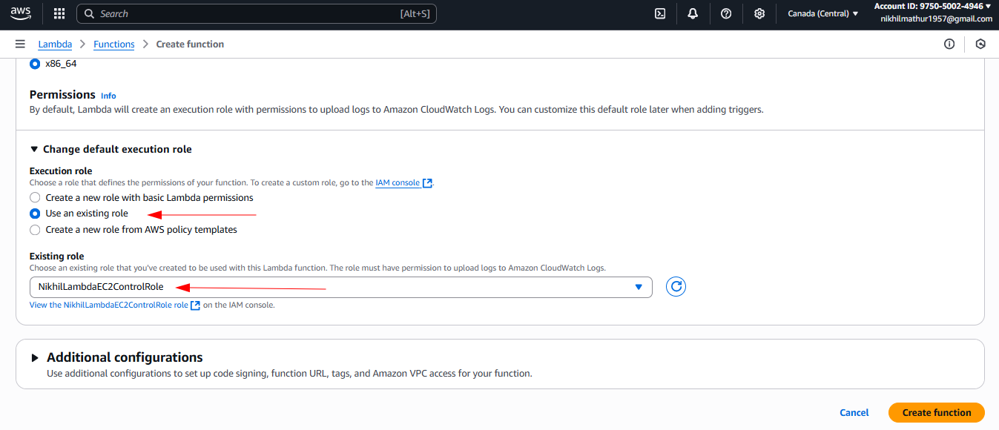 aws
Search [Alt+S]
Canada (Central)
Account ID: 9750-5002-4946
nikhilmathur1957@gmail.com
Lambda > Functions > Create function
x86_64
Permissions Info
By default, Lambda will create an execution role with permissions to upload logs to Amazon CloudWatch Logs. You can customize this default role later when adding triggers.
Change default execution role
Execution role
Choose a role that defines the permissions of your function. To create a custom role, go to the IAM console.
Create a new role with basic Lambda permissions
Use an existing role
Create a new role from AWS policy templates
Existing role
Choose an existing role that you've created to be used with this Lambda function. The role must have permission to upload logs to Amazon CloudWatch Logs.
NikhilLambdaEC2ControlRole
View the NikhilLambdaEC2ControlRole role on the IAM console.
Additional configurations
Use additional configurations to set up code signing, function URL, tags, and Amazon VPC access for your function.
Cancel Create function